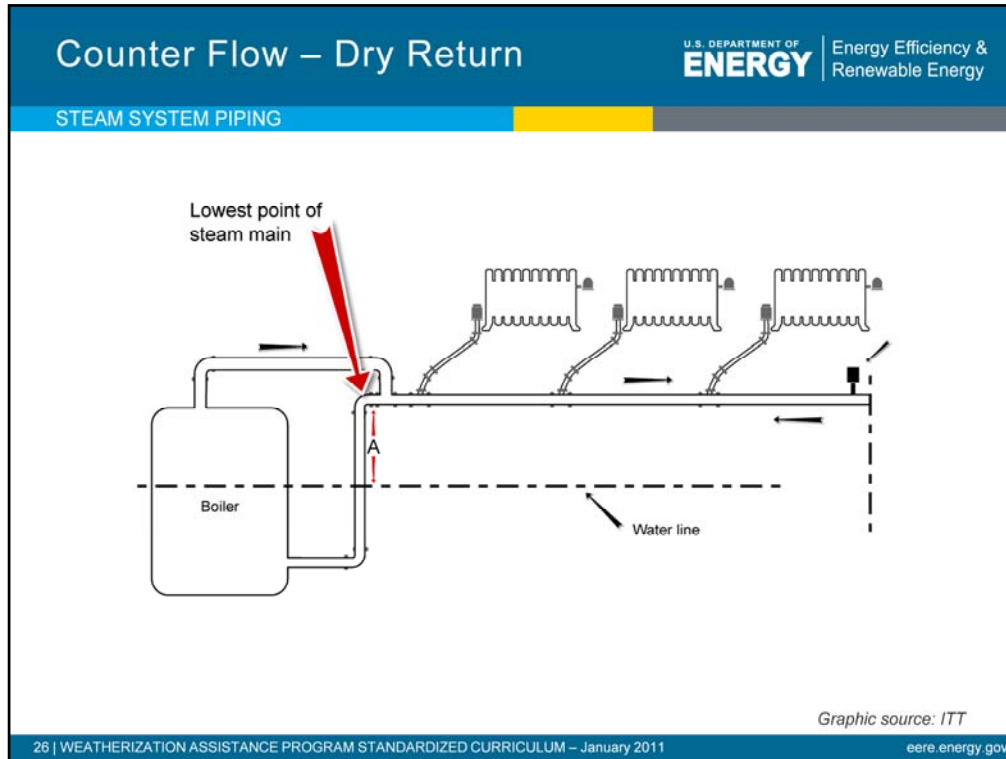 Counter Flow – Dry Return
U.S. DEPARTMENT OF
ENERGY
Energy Efficiency &
Renewable Energy
STEAM SYSTEM PIPING
Lowest point of
steam main
A
Boiler
Water line
Graphic source: ITT
26 | WEATHERIZATION ASSISTANCE PROGRAM STANDARDIZED CURRICULUM – January 2011
eere.energy.gov